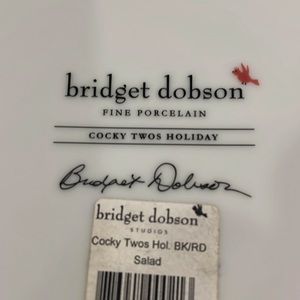 bridget dobson
FINE PORCELAIN
COCKY TWOS HOLIDAY
Bridget Dobson
bridget dobson
STUDIOS
Cocky Twos Hol. BK/RD
Salad